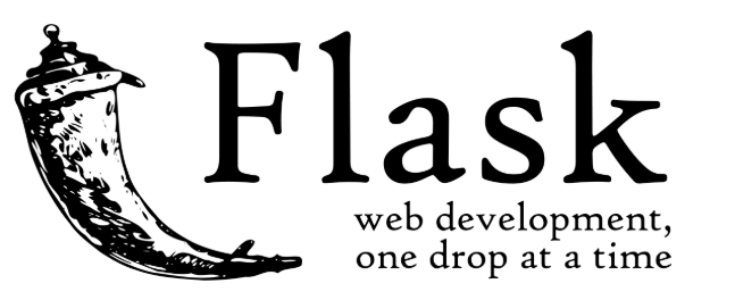 Flask
web development,
one drop at a time